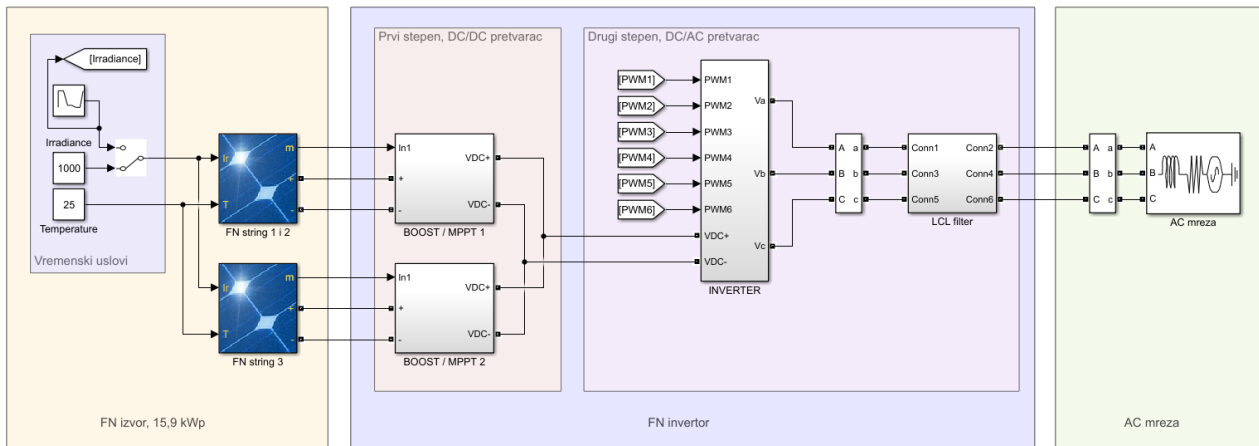 Vremenski uslovi
[Irradiance]
Irradiance
1000
25
Temperature
Ir
T
m
+
-
FN string 1 i 2
Ir
T
m
+
-
FN string 3
FN izvor, 15,9 kWp
Prvi stepen, DC/DC pretvarac
In1
+
-
VDC+
VDC-
BOOST / MPPT 1
In1
+
-
VDC+
VDC-
BOOST / MPPT 2
Drugi stepen, DC/AC pretvarac
[PWM1]
[PWM2]
[PWM3]
[PWM4]
[PWM5]
[PWM6]
PWM1
PWM2
PWM3
PWM4
PWM5
PWM6
VDC+
VDC-
Va
Vb
Vc
INVERTER
A a
B b
C c
Conn1 Conn2
Conn3 Conn4
Conn5 Conn6
LCL filter
FN invertor
A a
B b
C c
A
B
C
AC mreza
AC mreza